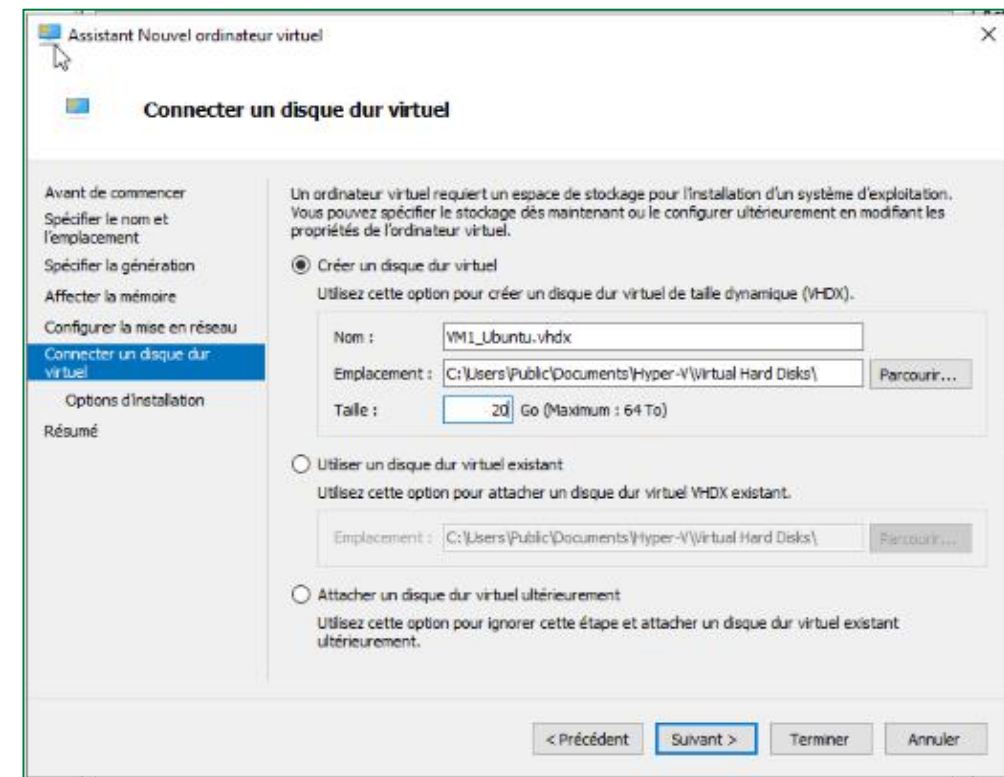 Assistant Nouvel ordinateur virtuel
Connecter un disque dur virtuel
Avant de commencer
Spécifier le nom et
l'emplacement
Spécifier la génération
Affecter la mémoire
Configurer la mise en réseau
Connecter un disque dur
virtuel
Options d'installation
Résumé
Un ordinateur virtuel requiert un espace de stockage pour l'installation d'un système d'exploitation.
Vous pouvez spécifier le stockage dès maintenant ou le configurer ultérieurement en modifiant les
propriétés de l'ordinateur virtuel.
Créer un disque dur virtuel
Utilisez cette option pour créer un disque dur virtuel de taille dynamique (VHDX).
Nom : VM1_Ubuntu.vhdx
Emplacement : C:\Users\Public\Documents\Hyper-V\Virtual Hard Disks\ Parcourir...
Taille : 20 Go (Maximum : 64 To)
Utiliser un disque dur virtuel existant
Utilisez cette option pour attacher un disque dur virtuel VHDX existant.
Emplacement : C:\Users\Public\Documents\Hyper-V\Virtual Hard Disks\ Parcourir...
Attacher un disque dur virtuel ultérieurement
Utilisez cette option pour ignorer cette étape et attacher un disque dur virtuel existant
ultérieurement.
< Précédent Suivant > Terminer Annuler